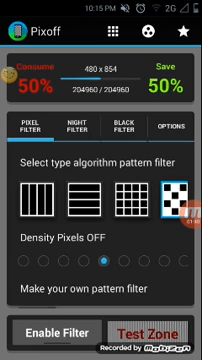 10:15 PM 2G
Pixoff
Consume 480 x 854 Save
50% 204960 / 204960 50%
PIXEL FILTER NIGHT FILTER BLACK FILTER OPTIONS
Select type algorithm pattern filter
Density Pixels OFF
Make your own pattern filter
Enable Filter Test Zone
Recorded by Mobizen